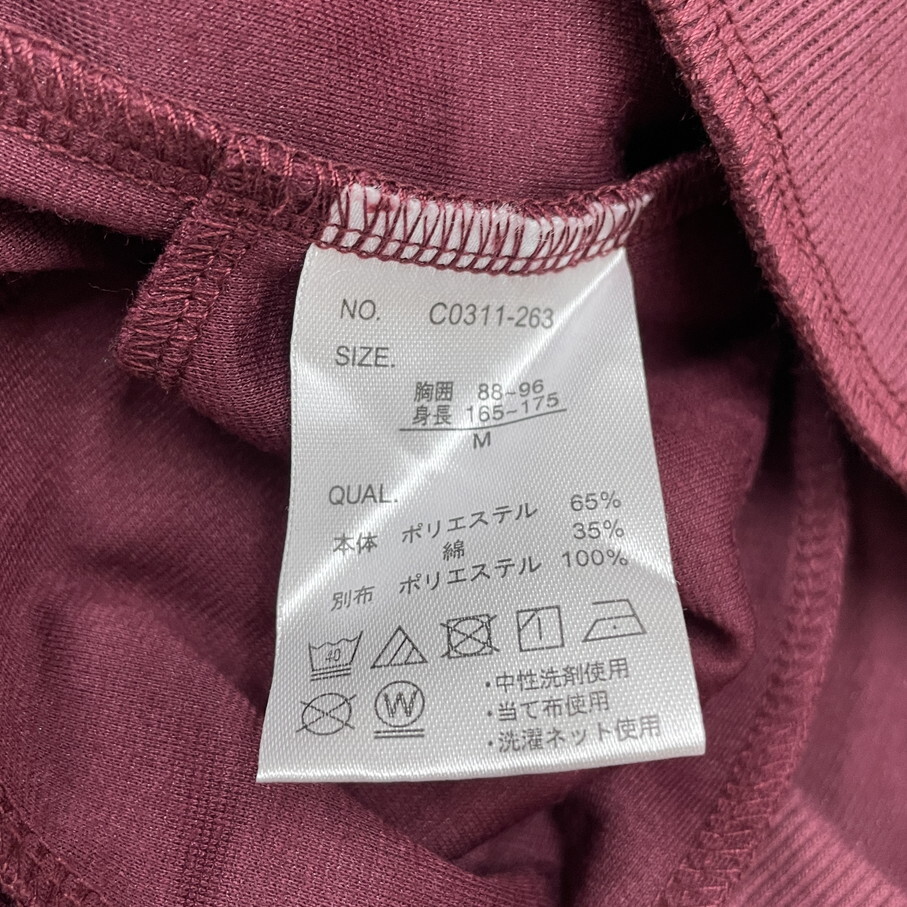 NO. C0311-263
SIZE.
胸囲 88~96
身長 165~175
M
QUAL.
本体 ポリエステル 65%
綿 35%
別布 ポリエステル 100%
40
W
・中性洗剤使用
・当て布使用
・洗濯ネット使用